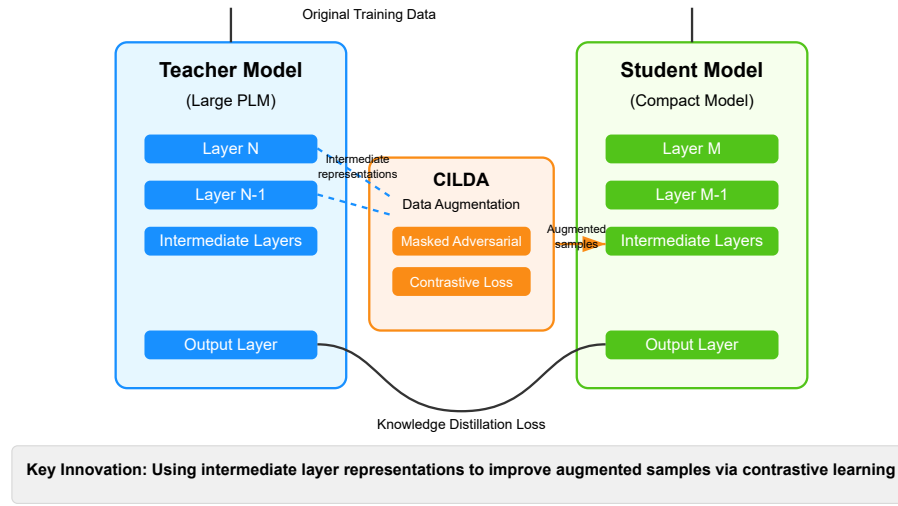 Original Training Data
Teacher Model
(Large PLM)
Layer N
Layer N-1
Intermediate Layers
Output Layer
Intermediate
representations
CILDA
Data Augmentation
Masked Adversarial
Contrastive Loss
Augmented
samples
Student Model
(Compact Model)
Layer M
Layer M-1
Intermediate Layers
Output Layer
Knowledge Distillation Loss
Key Innovation: Using intermediate layer representations to improve augmented samples via contrastive learning